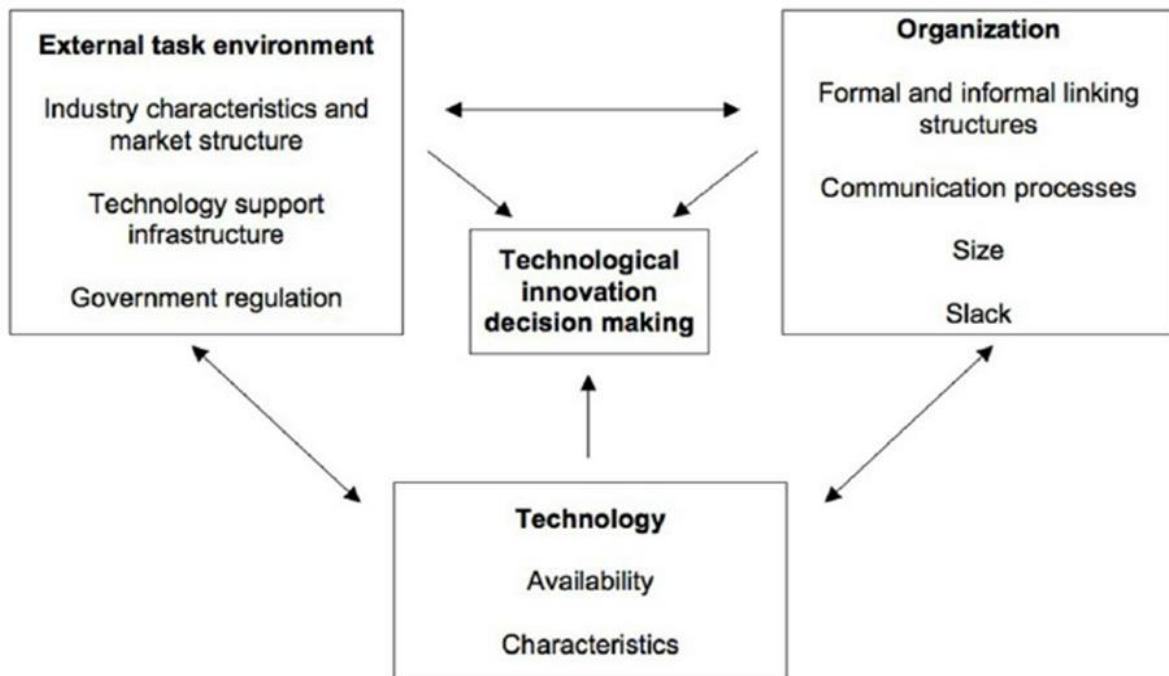 External task environment
Industry characteristics and
market structure
Technology support
infrastructure
Government regulation
Organization
Formal and informal linking
structures
Communication processes
Size
Slack
Technological
innovation
decision making
Technology
Availability
Characteristics